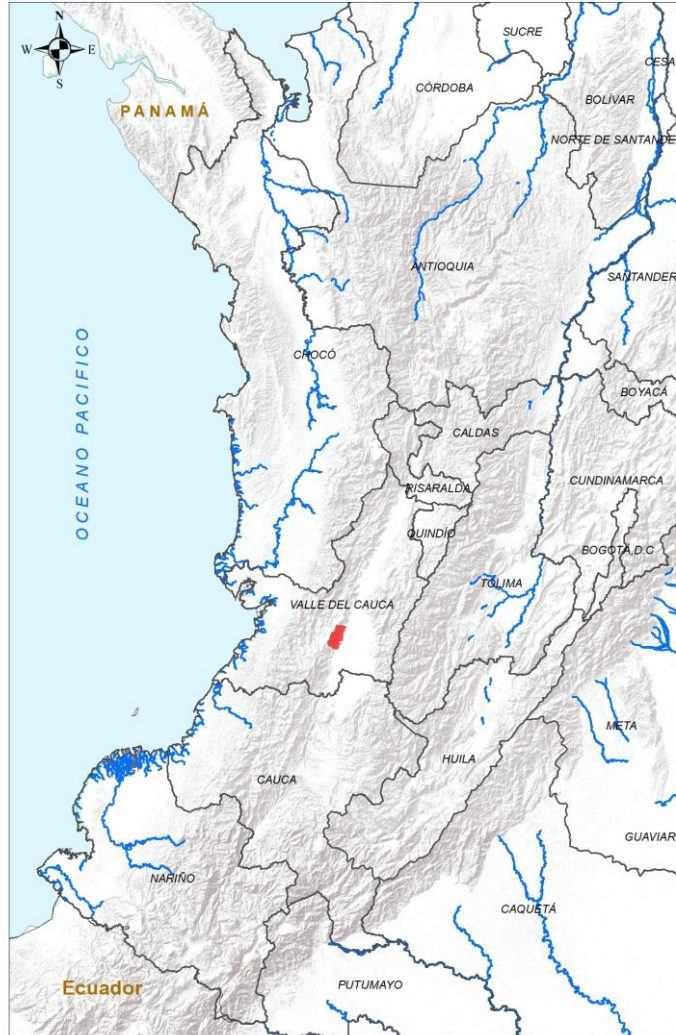 N
W E
S
PANAMÁ
SUCRE
CESA
CÓRDOBA
BOLÍVAR
NORTE DE SANTANDE
ANTIOQUIA
SANTANDER
CHOCÓ
OCEANO PACIFICO
BOYACÁ
CALDAS
CUNDINAMARCA
RISARALDA
QUINDÍO
BOGOTÁ D.C
TOLIMA
VALLE DEL CAUCA
META
HUILA
CAUCA
GUAVIAR
NARIÑO
CAQUETÁ
Ecuador
PUTUMAYO